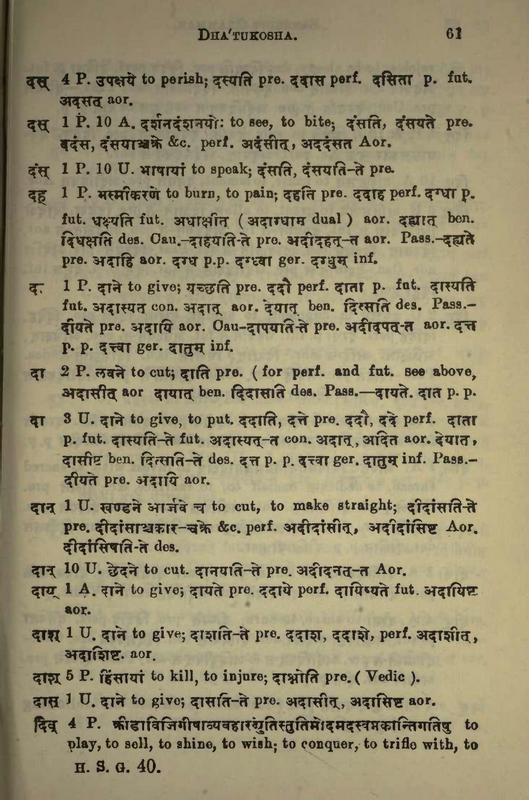 DHA'TUKOSHA. 61
दस् 4 P. उपक्षये to perish; दस्यति pre. ददास perf. दसिता p. fut.
अदसत् aor.
दस् 1 P. 10 A. दर्शनदंशनयोः to see, to bite; दंसति, दंसयते pre.
ददंस, दंसयाञ्चक्रे &c. perf. अदंसीत्, अददंसत Aor.
दंस् 1 P. 10 U. भाषायां to speak; दंसति, दंसयति-ते pre.
दह् 1 P. भस्मीकरणे to burn, to pain; दहति pre. ददाह perf. दग्धा p.
fut. धक्ष्यति fut. अधाक्षीत् ( अदाग्धाम dual ) aor. दह्यात् ben.
दिधक्षति des. Cau.-दाहयति-ते pre. अदीदहत्-त aor. Pass.-दह्यते
pre. अदाहि aor. दग्ध p.p. दग्ध्वा ger. दग्धुम् inf.
1 P. दाने to give; यच्छति pre. ददौ perf. दाता p. fut. दास्यति
fut. अदास्यत् con. अदात् aor. देयात् ben. दित्सति des. Pass.-
दीयते pre. अदायि aor. Cau-दापयति-ते pre. अदीदपत्-त aor. दत्त
p. p. दत्त्वा ger. दातुम् inf.
दा 2 P. लवने to cut; दाति pre. ( for perf. and fut. see above,
अदासीत् aor दायात् ben. दिदासति des. Pass.—दायते. दात p. p.
दा 3 U. दाने to give, to put. ददाति, दत्ते pre. ददौ, ददे perf. दाता
p. fut. दास्यति-ते fut. अदास्यत्-त con. अदात्, अदित aor. देयात्,
दासीष्ट ben. दित्सति-ते des. दत्त p. p. दत्त्वा ger. दातुम् inf. Pass.-
दीयते pre. अदायि aor.
दान् 1 U. खण्डने आर्जवे च to cut, to make straight; दीदांसति-ते
pre. दीदांसाञ्चकार-चक्रे &c. perf. अदीदांसीत्, अदीदांसिष्ट Aor.
दीदांसिषति-ते des.
दान् 10 U. छेदने to cut. दानयति-ते pre. अदीदनत्-त Aor.
दाय् 1 A. दाने to give; दायते pre. ददाये perf. दायिष्यते fut. अदायिष्ट
aor.
दाश् 1 U. दाने to give; दाशति-ते pre. ददाश, ददाशे, perf. अदाशीत्,
अदाशिष्ट. aor.
दाश् 5 P. हिंसायां to kill, to injure; दाश्नोति pre. ( Vedic ).
दास् 1 U. दाने to give; दासति-ते pre. अदासीत्, अदासिष्ट aor.
दिव् 4 P. क्रीडाविजिगीषाव्यवहारद्युतिस्तुतिमोदमदस्वप्नकान्तिगतिषु to
play, to sell, to shine, to wish; to conquer, to trifle with, to
H. S. G. 40.